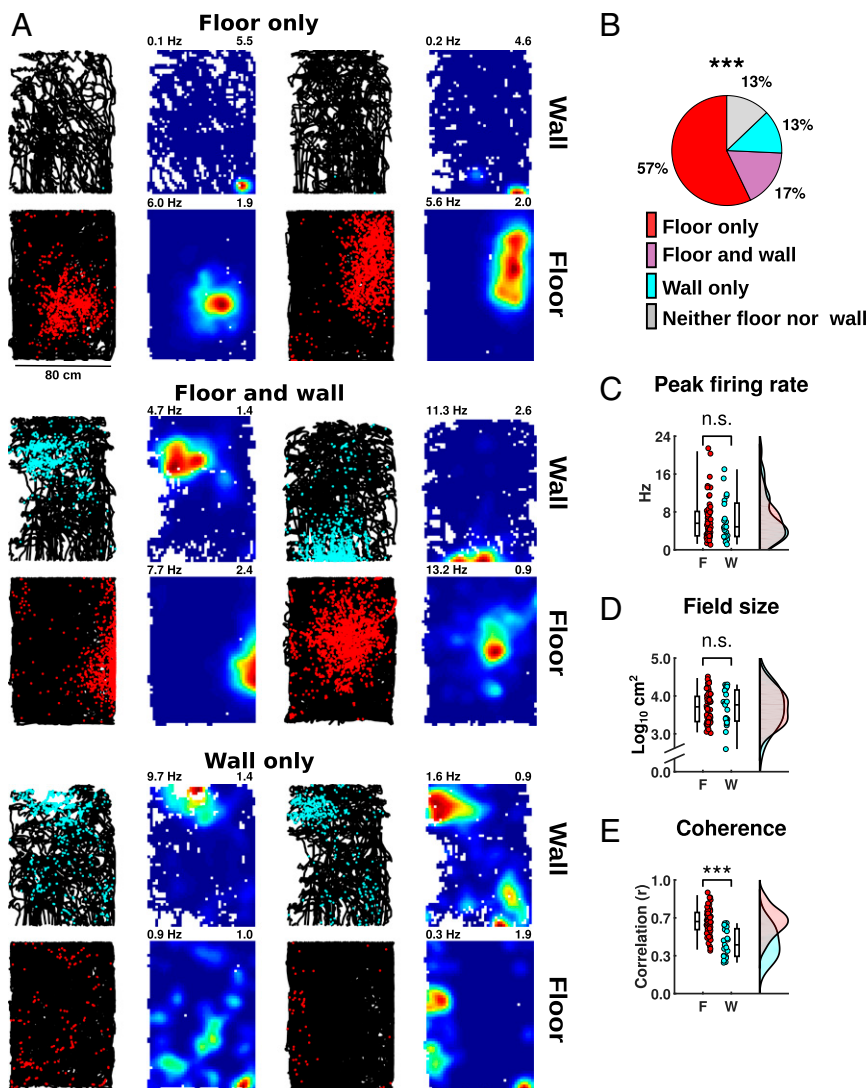 A
Floor only
0.1 Hz 5.5
0.2 Hz 4.6
Wall
6.0 Hz 1.9
5.6 Hz 2.0
Floor
80 cm
Floor and wall
4.7 Hz 1.4
11.3 Hz 2.6
Wall
7.7 Hz 2.4
13.2 Hz 0.9
Floor
Wall only
9.7 Hz 1.4
1.6 Hz 0.9
Wall
0.9 Hz 1.0
0.3 Hz 1.9
Floor
B
***
13%
13%
57%
17%
Floor only
Floor and wall
Wall only
Neither floor nor wall
C
Peak firing rate
n.s.
24
16
8
0
Hz
F W
D
Field size
n.s.
5.0
4.0
3.0
0.0
Log₁₀ cm²
F W
E
Coherence
***
1.0
0.7
0.3
0.0
Correlation (r)
F W